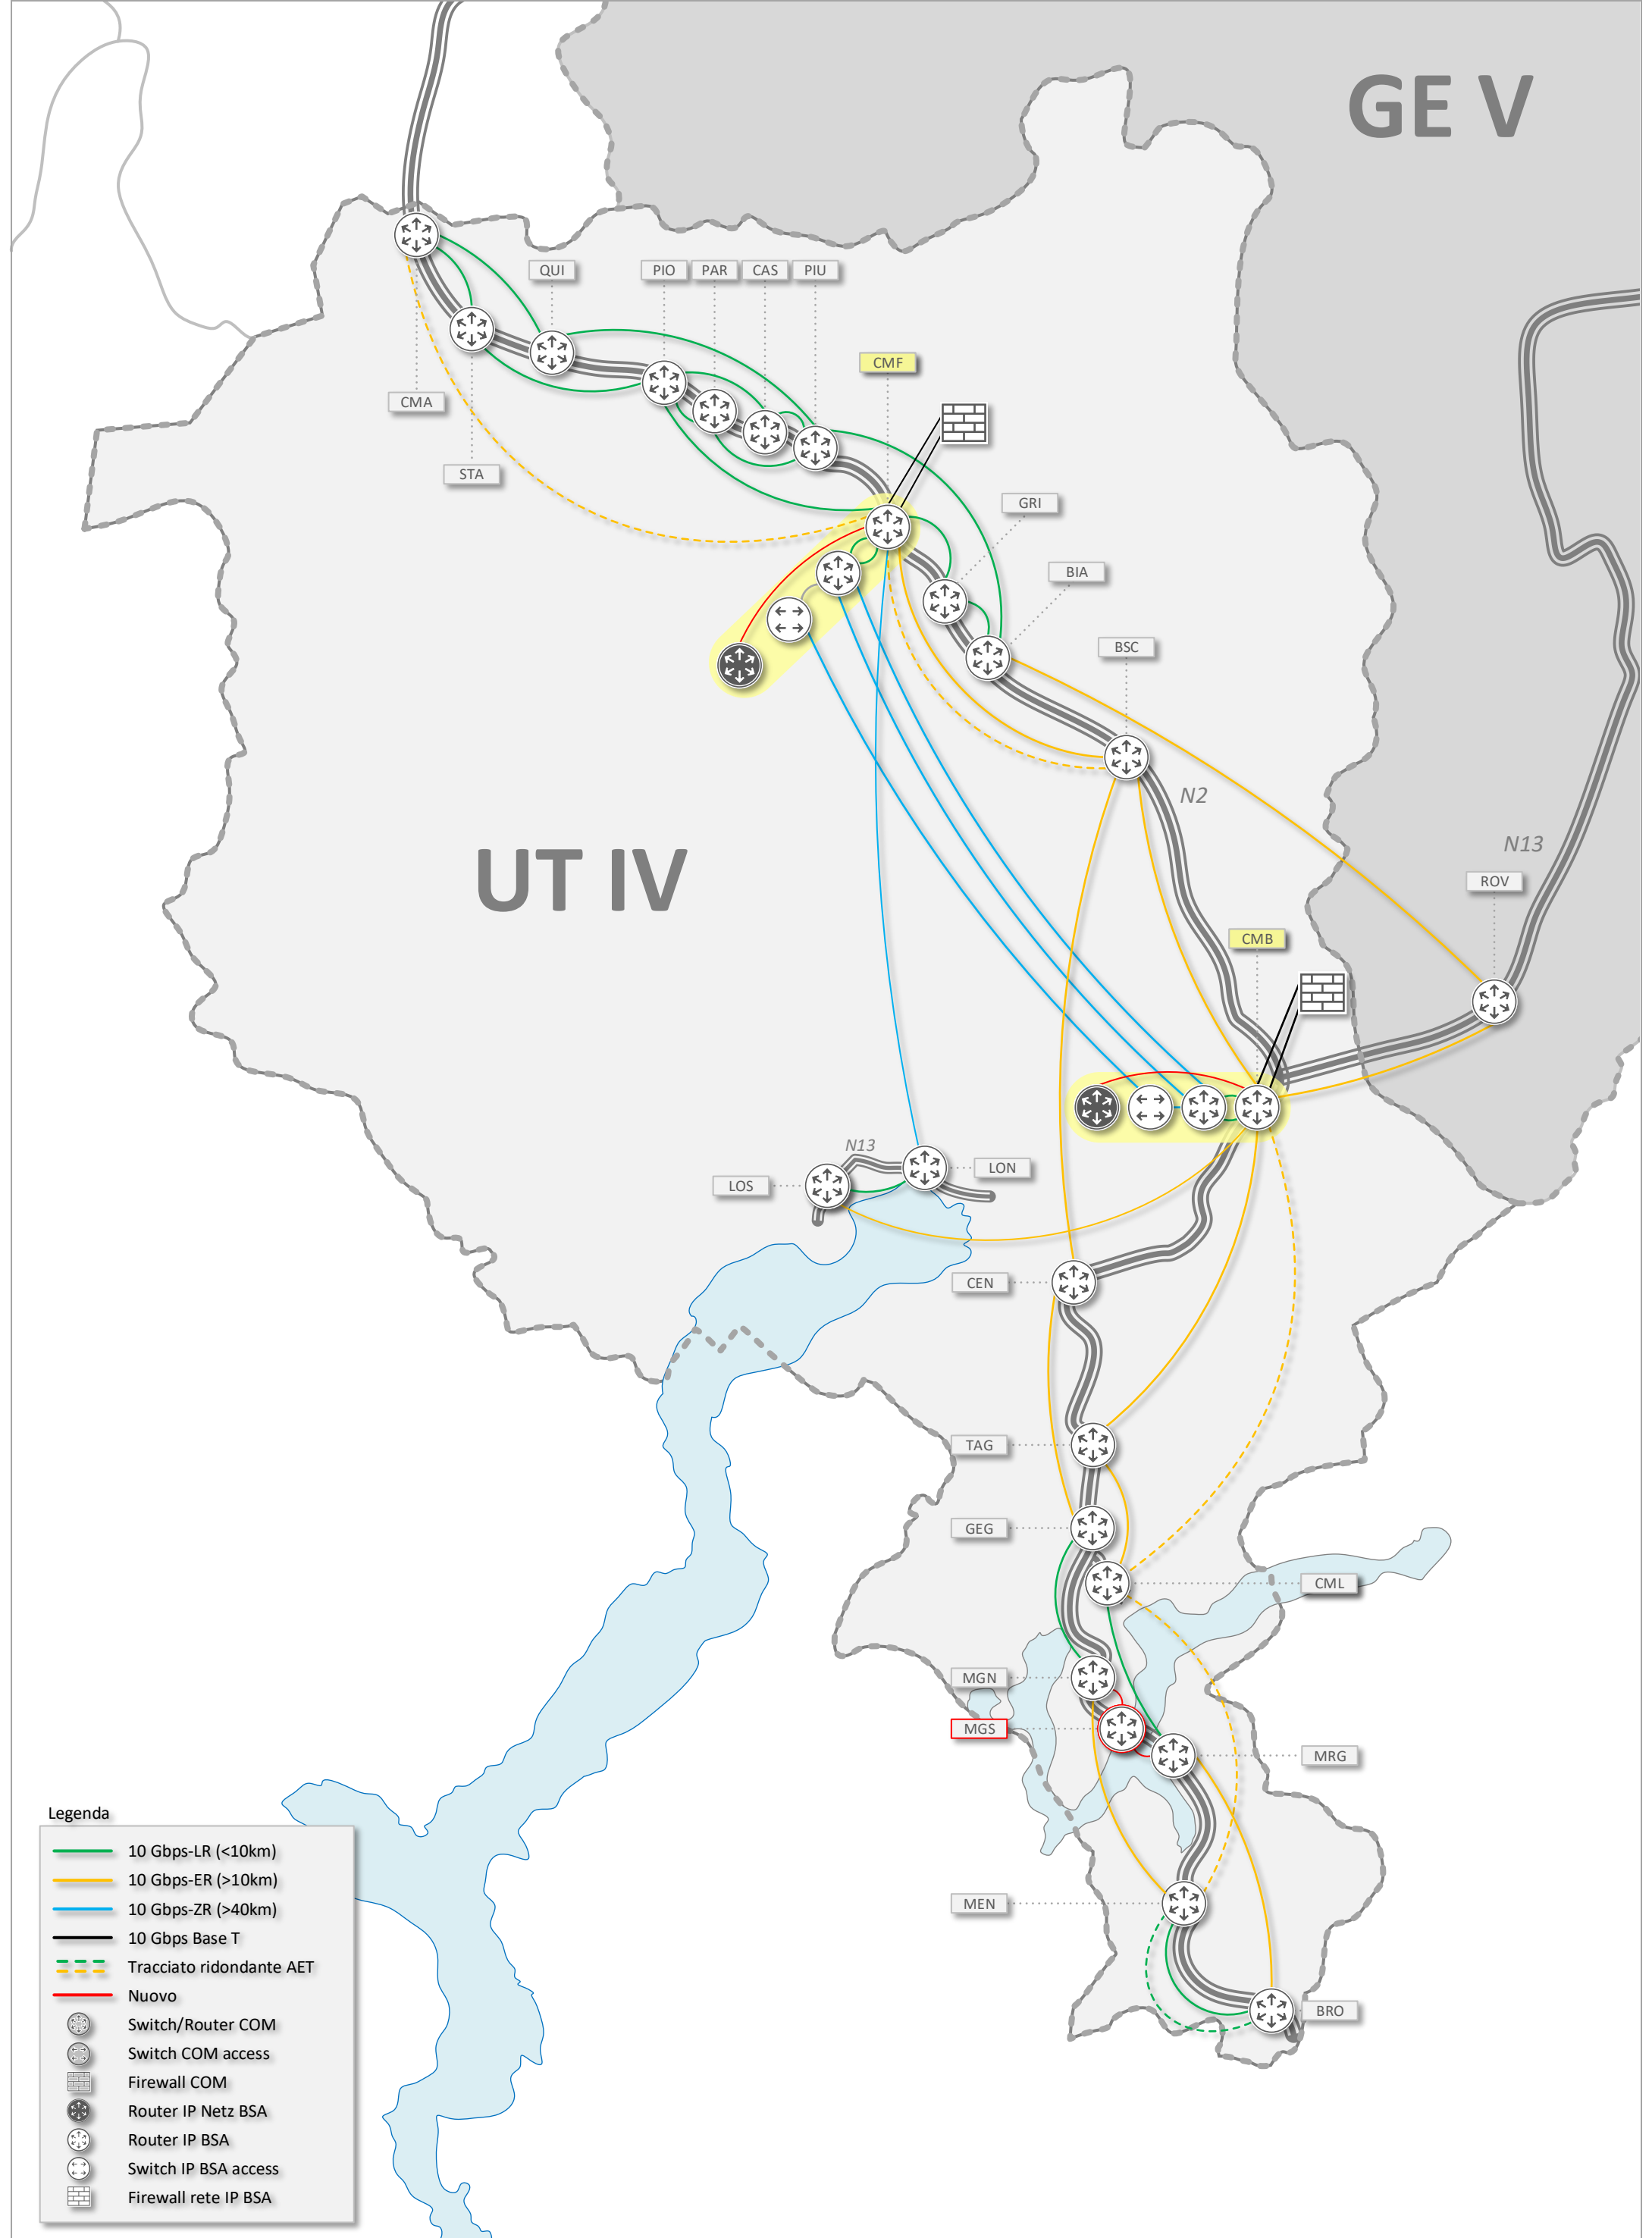 GE V
QUI
PIO
PAR
CAS
PIU
CMF
CMA
STA
GRI
BIA
BSC
N2
UT IV
N13
ROV
CMB
N13
LON
LOS
CEN
TAG
GEG
CML
MGN
MGS
MRG
MEN
BRO
Legenda
10 Gbps-LR (<10km)
10 Gbps-ER (>10km)
10 Gbps-ZR (>40km)
10 Gbps Base T
Tracciato ridondante AET
Nuovo
Switch/Router COM
Switch COM access
Firewall COM
Router IP Netz BSA
Router IP BSA
Switch IP BSA access
Firewall rete IP BSA